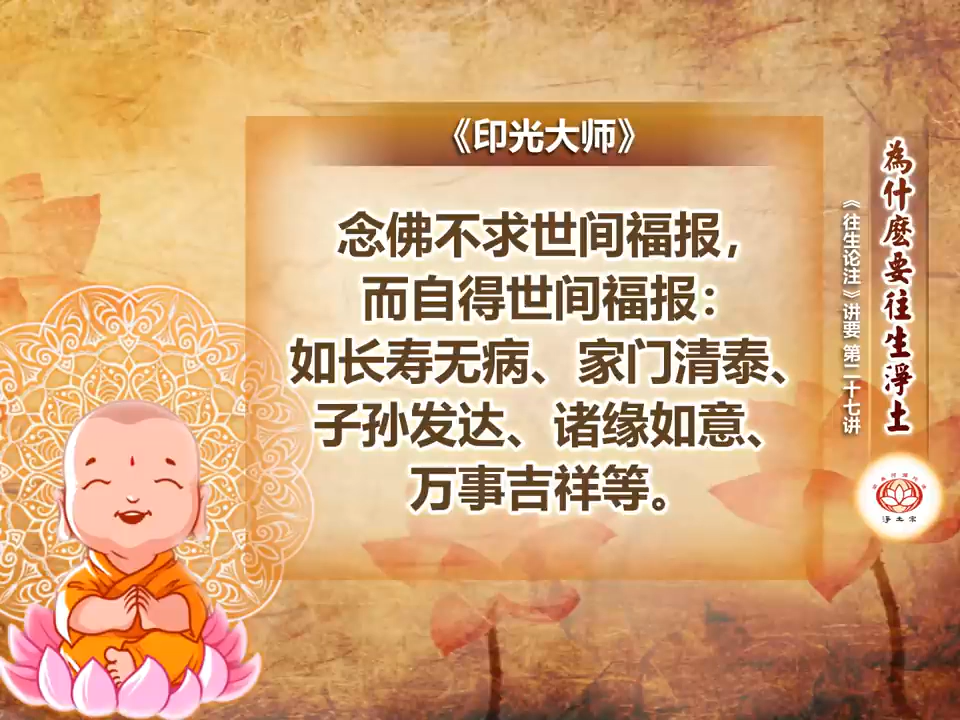 《印光大师》
念佛不求世间福报，
而自得世间福报：
如长寿无病、家门清泰、
子孙发达、诸缘如意、
万事吉祥等。
為什麽要往生淨土
《往生论注》讲要 第二十七讲
淨土宗